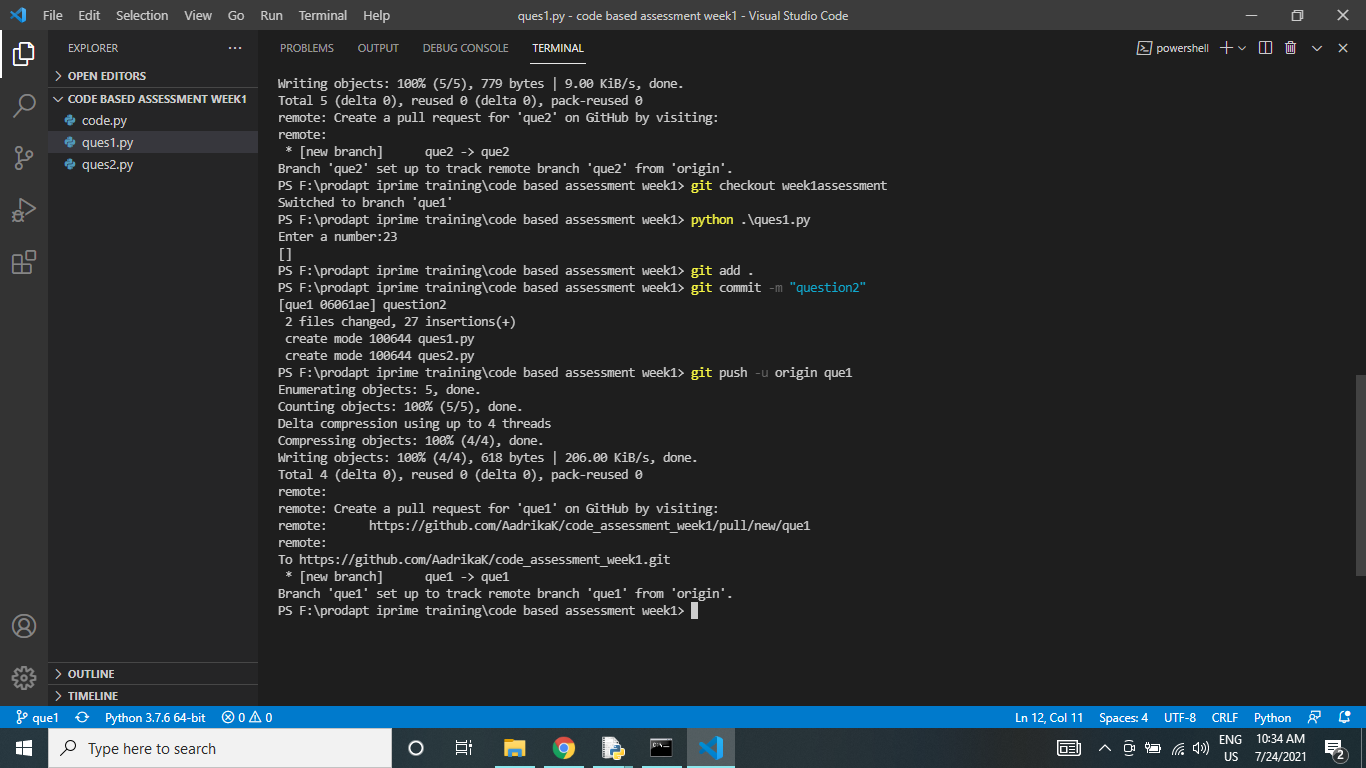 File Edit Selection View Go Run Terminal Help
ques1.py - code based assessment week1 - Visual Studio Code
EXPLORER
OPEN EDITORS
CODE BASED ASSESSMENT WEEK1
code.py
ques1.py
ques2.py
OUTLINE
TIMELINE
PROBLEMS OUTPUT DEBUG CONSOLE TERMINAL
powershell
Writing objects: 100% (5/5), 779 bytes | 9.00 KiB/s, done.
Total 5 (delta 0), reused 0 (delta 0), pack-reused 0
remote: Create a pull request for 'que2' on GitHub by visiting:
remote:
 * [new branch]      que2 -> que2
Branch 'que2' set up to track remote branch 'que2' from 'origin'.
PS F:\prodapt iprime training\code based assessment week1> git checkout week1assessment
Switched to branch 'que1'
PS F:\prodapt iprime training\code based assessment week1> python .\ques1.py
Enter a number:23
[]
PS F:\prodapt iprime training\code based assessment week1> git add .
PS F:\prodapt iprime training\code based assessment week1> git commit -m "question2"
[que1 06061ae] question2
 2 files changed, 27 insertions(+)
 create mode 100644 ques1.py
 create mode 100644 ques2.py
PS F:\prodapt iprime training\code based assessment week1> git push -u origin que1
Enumerating objects: 5, done.
Counting objects: 100% (5/5), done.
Delta compression using up to 4 threads
Compressing objects: 100% (4/4), done.
Writing objects: 100% (4/4), 618 bytes | 206.00 KiB/s, done.
Total 4 (delta 0), reused 0 (delta 0), pack-reused 0
remote:
remote: Create a pull request for 'que1' on GitHub by visiting:
remote:      https://github.com/AadrikaK/code_assessment_week1/pull/new/que1
remote:
To https://github.com/AadrikaK/code_assessment_week1.git
 * [new branch]      que1 -> que1
Branch 'que1' set up to track remote branch 'que1' from 'origin'.
PS F:\prodapt iprime training\code based assessment week1>
que1 Python 3.7.6 64-bit 0 0
Ln 12, Col 11 Spaces: 4 UTF-8 CRLF Python
Type here to search
ENG
US
10:34 AM
7/24/2021
2